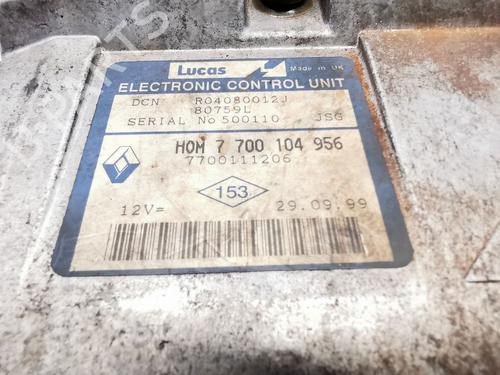 Lucas
Made in UK
ELECTRONIC CONTROL UNIT
DCN R04080012J
80759L
SERIAL No 500110 JSG
HOM 7 700 104 956
7700111206
153
12V= 29.09.99